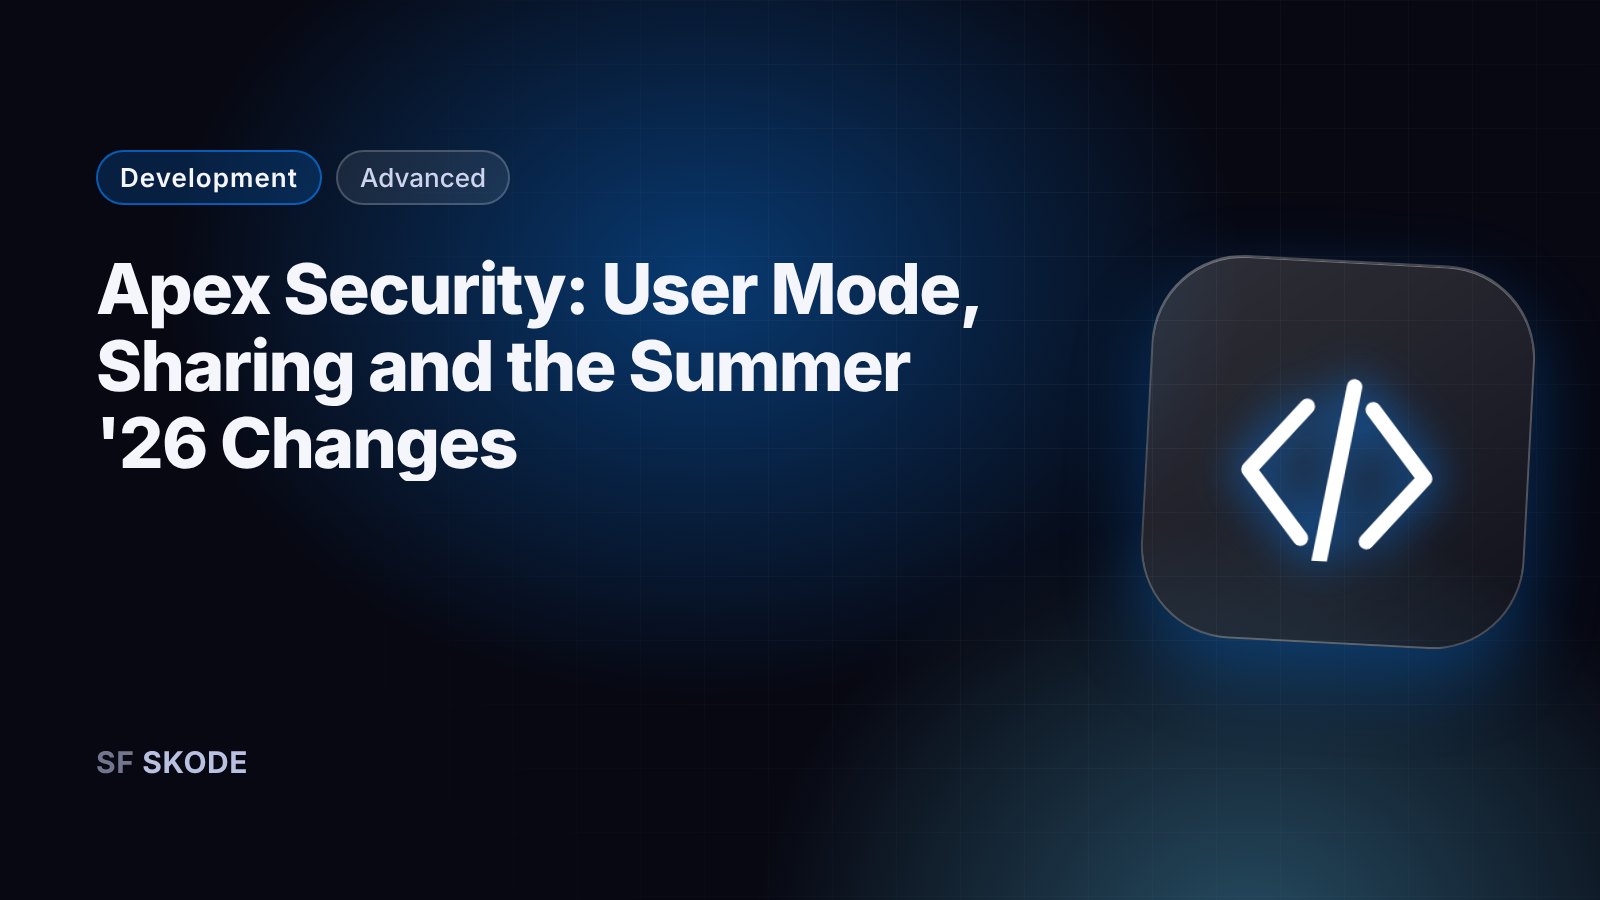 Development
Advanced
Apex Security: User Mode,
Sharing and the Summer
'26 Changes
</>
SF SKODE